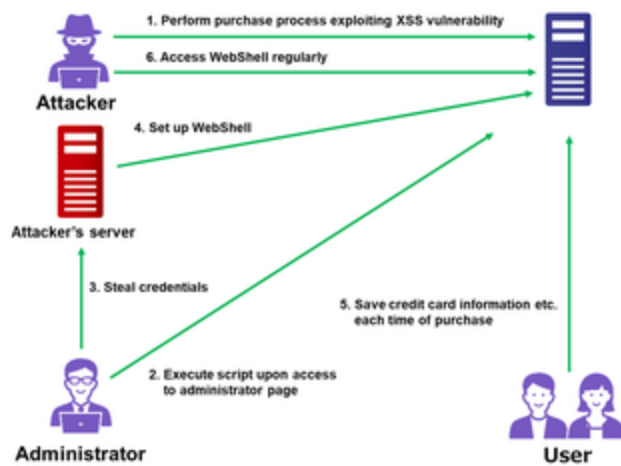 1. Perform purchase process exploiting XSS vulnerability
6. Access WebShell regularly
Attacker
4. Set up WebShell
Attacker's server
3. Steal credentials
5. Save credit card information etc.
each time of purchase
2. Execute script upon access
to administrator page
Administrator
User